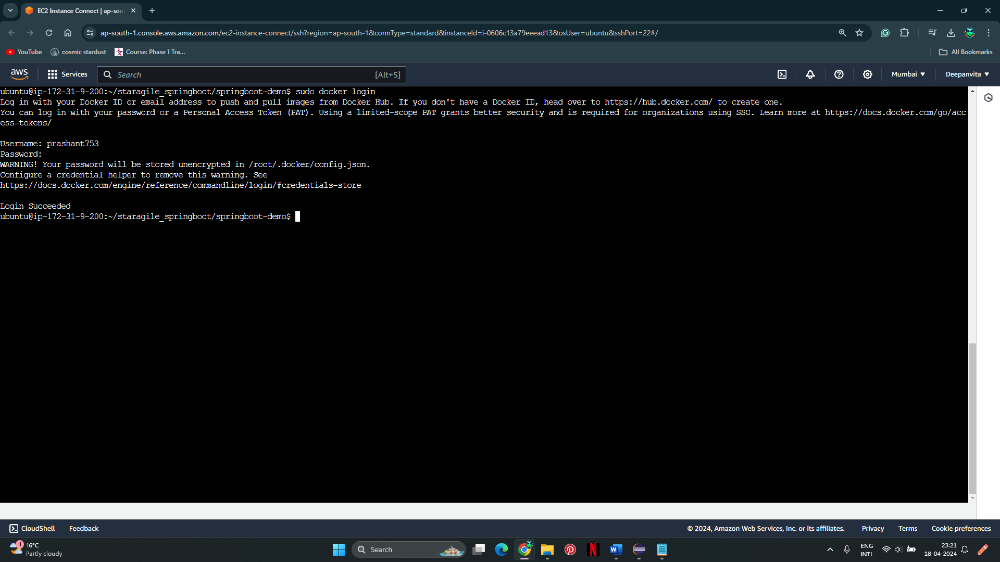 EC2 Instance Connect | ap-sou
ap-south-1.console.aws.amazon.com/ec2-instance-connect/ssh?region=ap-south-1&connType=standard&instanceId=i-0606c13a79eeead13&osUser=ubuntu&sshPort=22#/
YouTube cosmic stardust Course: Phase 1 Tra... All Bookmarks
aws Services Search [Alt+S] Mumbai ▼ Deepanvita ▼
ubuntu@ip-172-31-9-200:~/staragile_springboot/springboot-demo$ sudo docker login
Log in with your Docker ID or email address to push and pull images from Docker Hub. If you don't have a Docker ID, head over to https://hub.docker.com/ to create one.
You can log in with your password or a Personal Access Token (PAT). Using a limited-scope PAT grants better security and is required for organizations using SSO. Learn more at https://docs.docker.com/go/acc
ess-tokens/
Username: prashant753
Password:
WARNING! Your password will be stored unencrypted in /root/.docker/config.json.
Configure a credential helper to remove this warning. See
https://docs.docker.com/engine/reference/commandline/login/#credentials-store
Login Succeeded
ubuntu@ip-172-31-9-200:~/staragile_springboot/springboot-demo$
CloudShell Feedback © 2024, Amazon Web Services, Inc. or its affiliates. Privacy Terms Cookie preferences
1 16°C
Partly cloudy
Search
ENG
INTL
23:21
18-04-2024